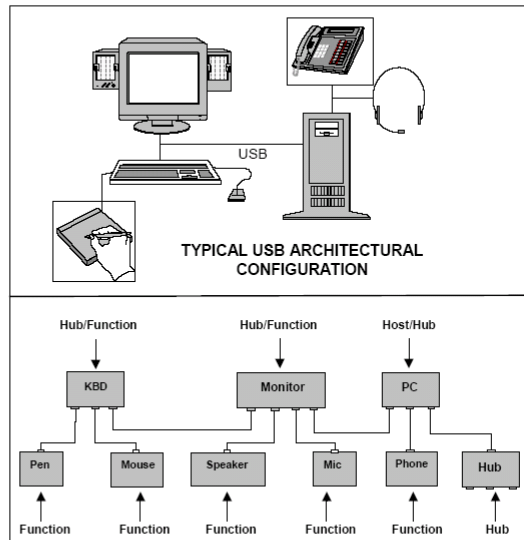 USB
TYPICAL USB ARCHITECTURAL
CONFIGURATION
Hub/Function Hub/Function Host/Hub
KBD Monitor PC
Pen Mouse Speaker Mic Phone Hub
Function Function Function Function Function Hub